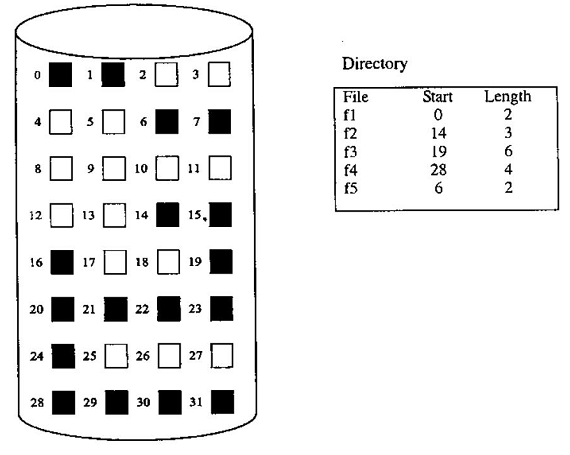 0 1 2 3
4 5 6 7
8 9 10 11
12 13 14 15
16 17 18 19
20 21 22 23
24 25 26 27
28 29 30 31
Directory
File Start Length
f1 0 2
f2 14 3
f3 19 6
f4 28 4
f5 6 2